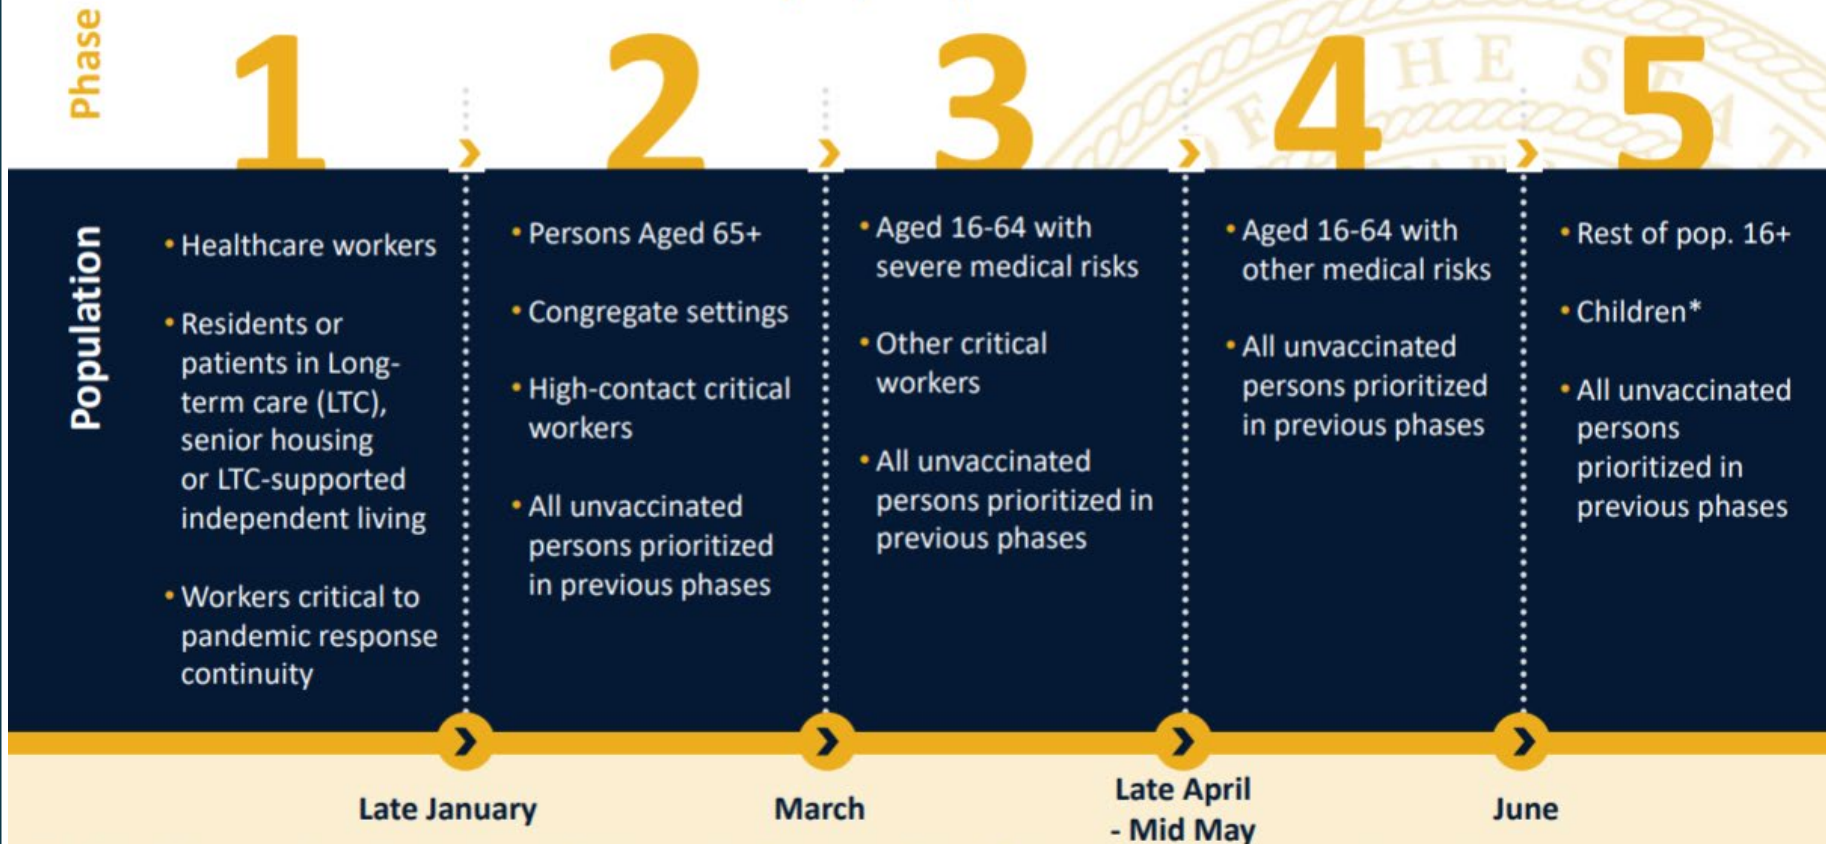 Phase
1
2
3
4
5
OF THE STAT
Population
• Healthcare workers
• Residents or
patients in Long-
term care (LTC),
senior housing
or LTC-supported
independent living
• Workers critical to
pandemic response
continuity
• Persons Aged 65+
• Congregate settings
• High-contact critical
workers
• All unvaccinated
persons prioritized
in previous phases
• Aged 16-64 with
severe medical risks
• Other critical
workers
• All unvaccinated
persons prioritized in
previous phases
• Aged 16-64 with
other medical risks
• All unvaccinated
persons prioritized
in previous phases
• Rest of pop. 16+
• Children*
• All unvaccinated
persons
prioritized in
previous phases
Late January
March
Late April
- Mid May
June